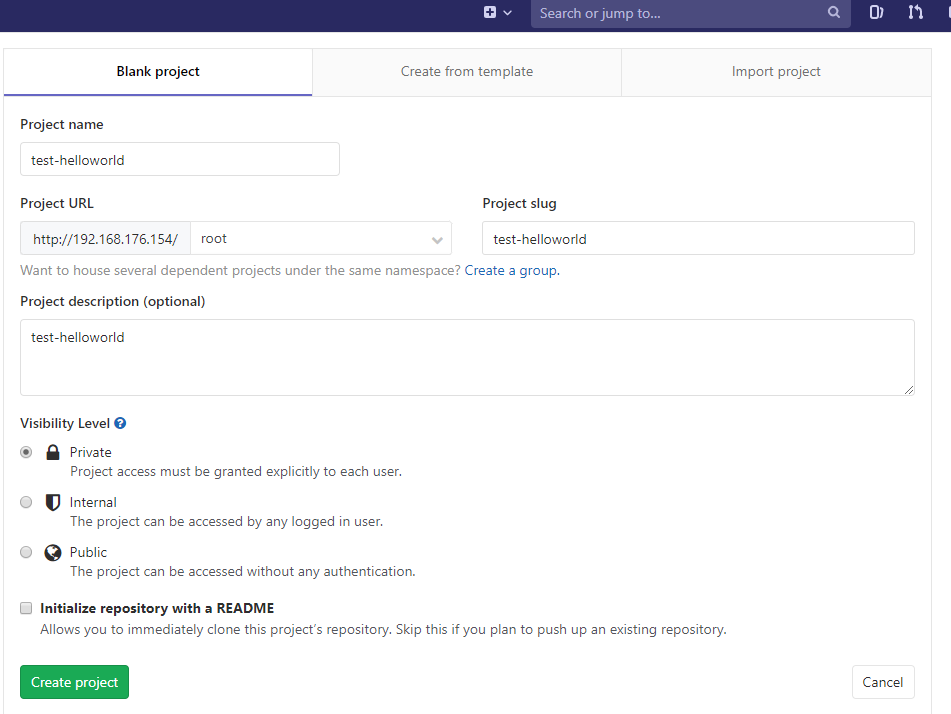 Search or jump to...
Blank project
Create from template
Import project
Project name
test-helloworld
Project URL
Project slug
http://192.168.176.154/
root
test-helloworld
Want to house several dependent projects under the same namespace? Create a group.
Project description (optional)
test-helloworld
Visibility Level
Private
Project access must be granted explicitly to each user.
Internal
The project can be accessed by any logged in user.
Public
The project can be accessed without any authentication.
Initialize repository with a README
Allows you to immediately clone this project’s repository. Skip this if you plan to push up an existing repository.
Create project
Cancel